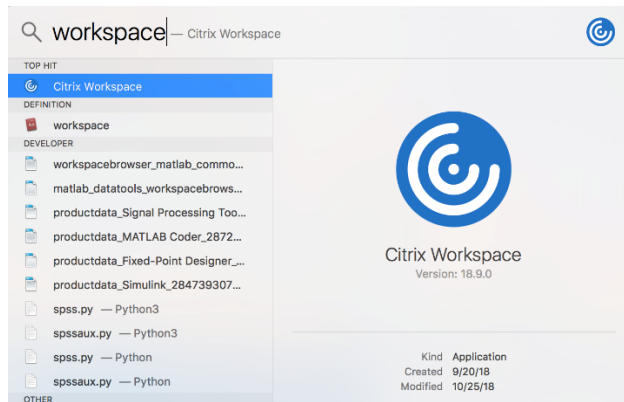 workspace — Citrix Workspace
TOP HIT
Citrix Workspace
DEFINITION
workspace
DEVELOPER
workspacebrowser_matlab_commo...
matlab_datatools_workspacebrows...
productdata_Signal Processing Too...
productdata_MATLAB Coder_2872...
productdata_Fixed-Point Designer_...
productdata_Simulink_284739307...
spss.py — Python3
spssaux.py — Python3
spss.py — Python
spssaux.py — Python
OTHER
Citrix Workspace
Version: 18.9.0
Kind Application
Created 9/20/18
Modified 10/25/18